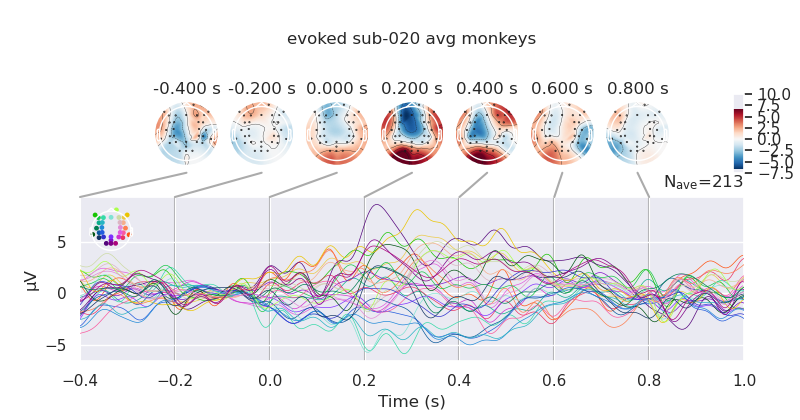 evoked sub-020 avg monkeys
-0.400 s -0.200 s 0.000 s 0.200 s 0.400 s 0.600 s 0.800 s
10.0
7.5
5.0
2.5
0.0
−2.5
−5.0
−7.5
Nave=213
5
0
−5
µV
−0.4 −0.2 0.0 0.2 0.4 0.6 0.8 1.0
Time (s)